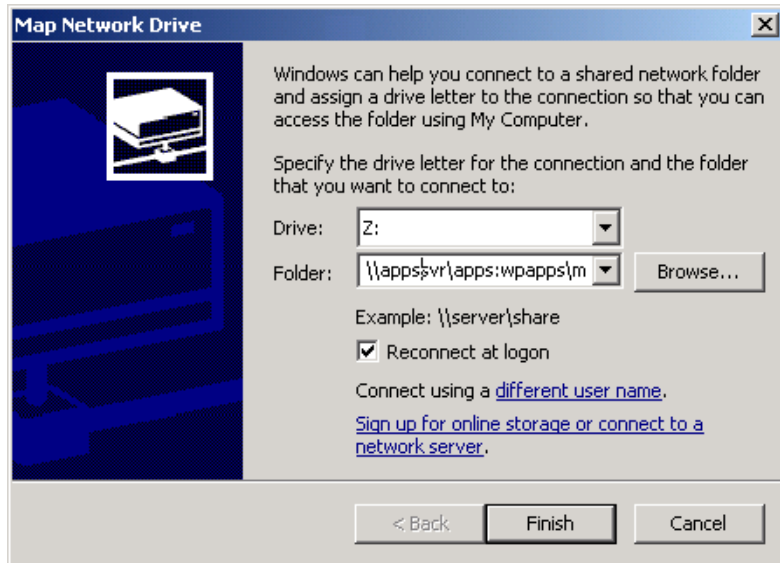 Map Network Drive
Windows can help you connect to a shared network folder
and assign a drive letter to the connection so that you can
access the folder using My Computer.
Specify the drive letter for the connection and the folder
that you want to connect to:
Drive: Z:
Folder: \\appssvr\apps:wpapps\m Browse...
Example: \\server\share
Reconnect at logon
Connect using a different user name.
Sign up for online storage or connect to a
network server.
< Back Finish Cancel